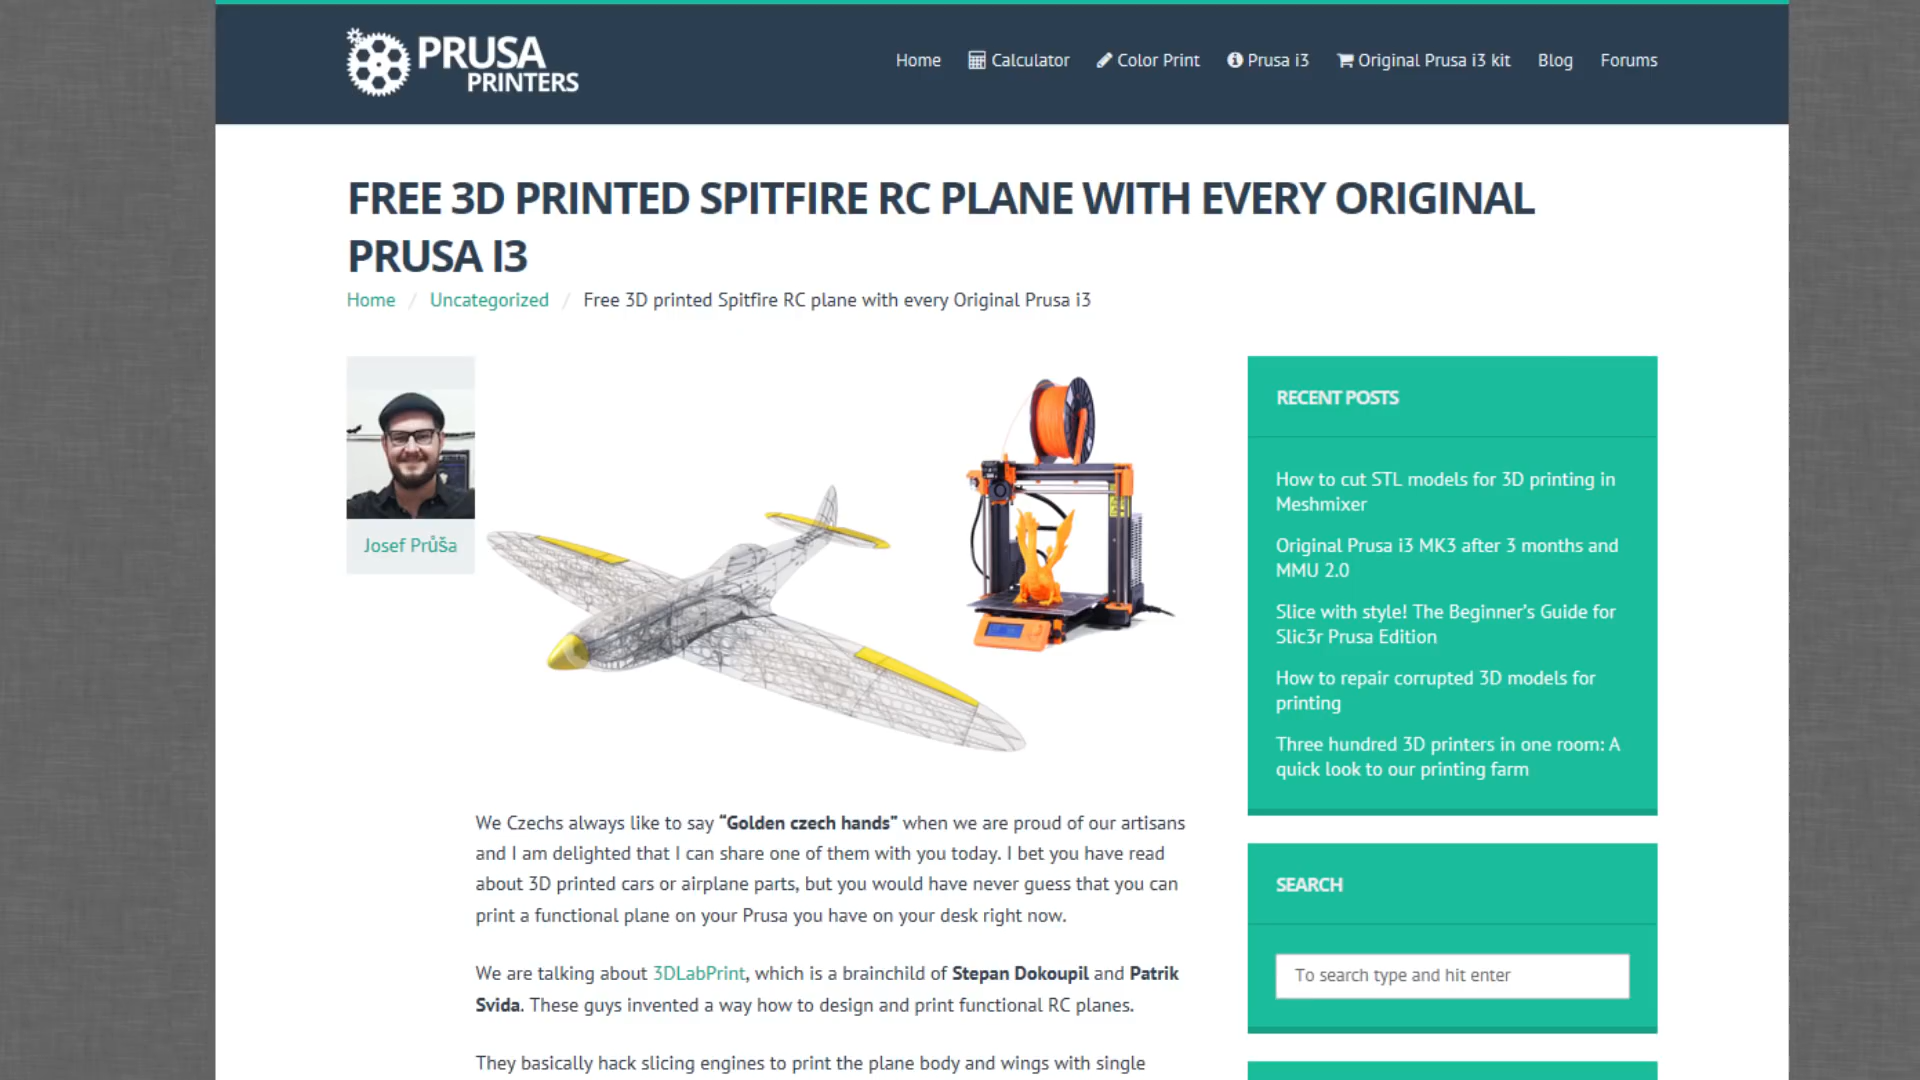 PRUSA
PRINTERS
Home Calculator Color Print Prusa i3 Original Prusa i3 kit Blog Forums
FREE 3D PRINTED SPITFIRE RC PLANE WITH EVERY ORIGINAL
PRUSA I3
Home / Uncategorized / Free 3D printed Spitfire RC plane with every Original Prusa i3
Josef Průša
We Czechs always like to say “Golden czech hands” when we are proud of our artisans
and I am delighted that I can share one of them with you today. I bet you have read
about 3D printed cars or airplane parts, but you would have never guess that you can
print a functional plane on your Prusa you have on your desk right now.
We are talking about 3DLabPrint, which is a brainchild of Stepan Dokoupil and Patrik
Svida. These guys invented a way how to design and print functional RC planes.
They basically hack slicing engines to print the plane body and wings with single
RECENT POSTS
How to cut STL models for 3D printing in
Meshmixer
Original Prusa i3 MK3 after 3 months and
MMU 2.0
Slice with style! The Beginner’s Guide for
Slic3r Prusa Edition
How to repair corrupted 3D models for
printing
Three hundred 3D printers in one room: A
quick look to our printing farm
SEARCH
To search type and hit enter